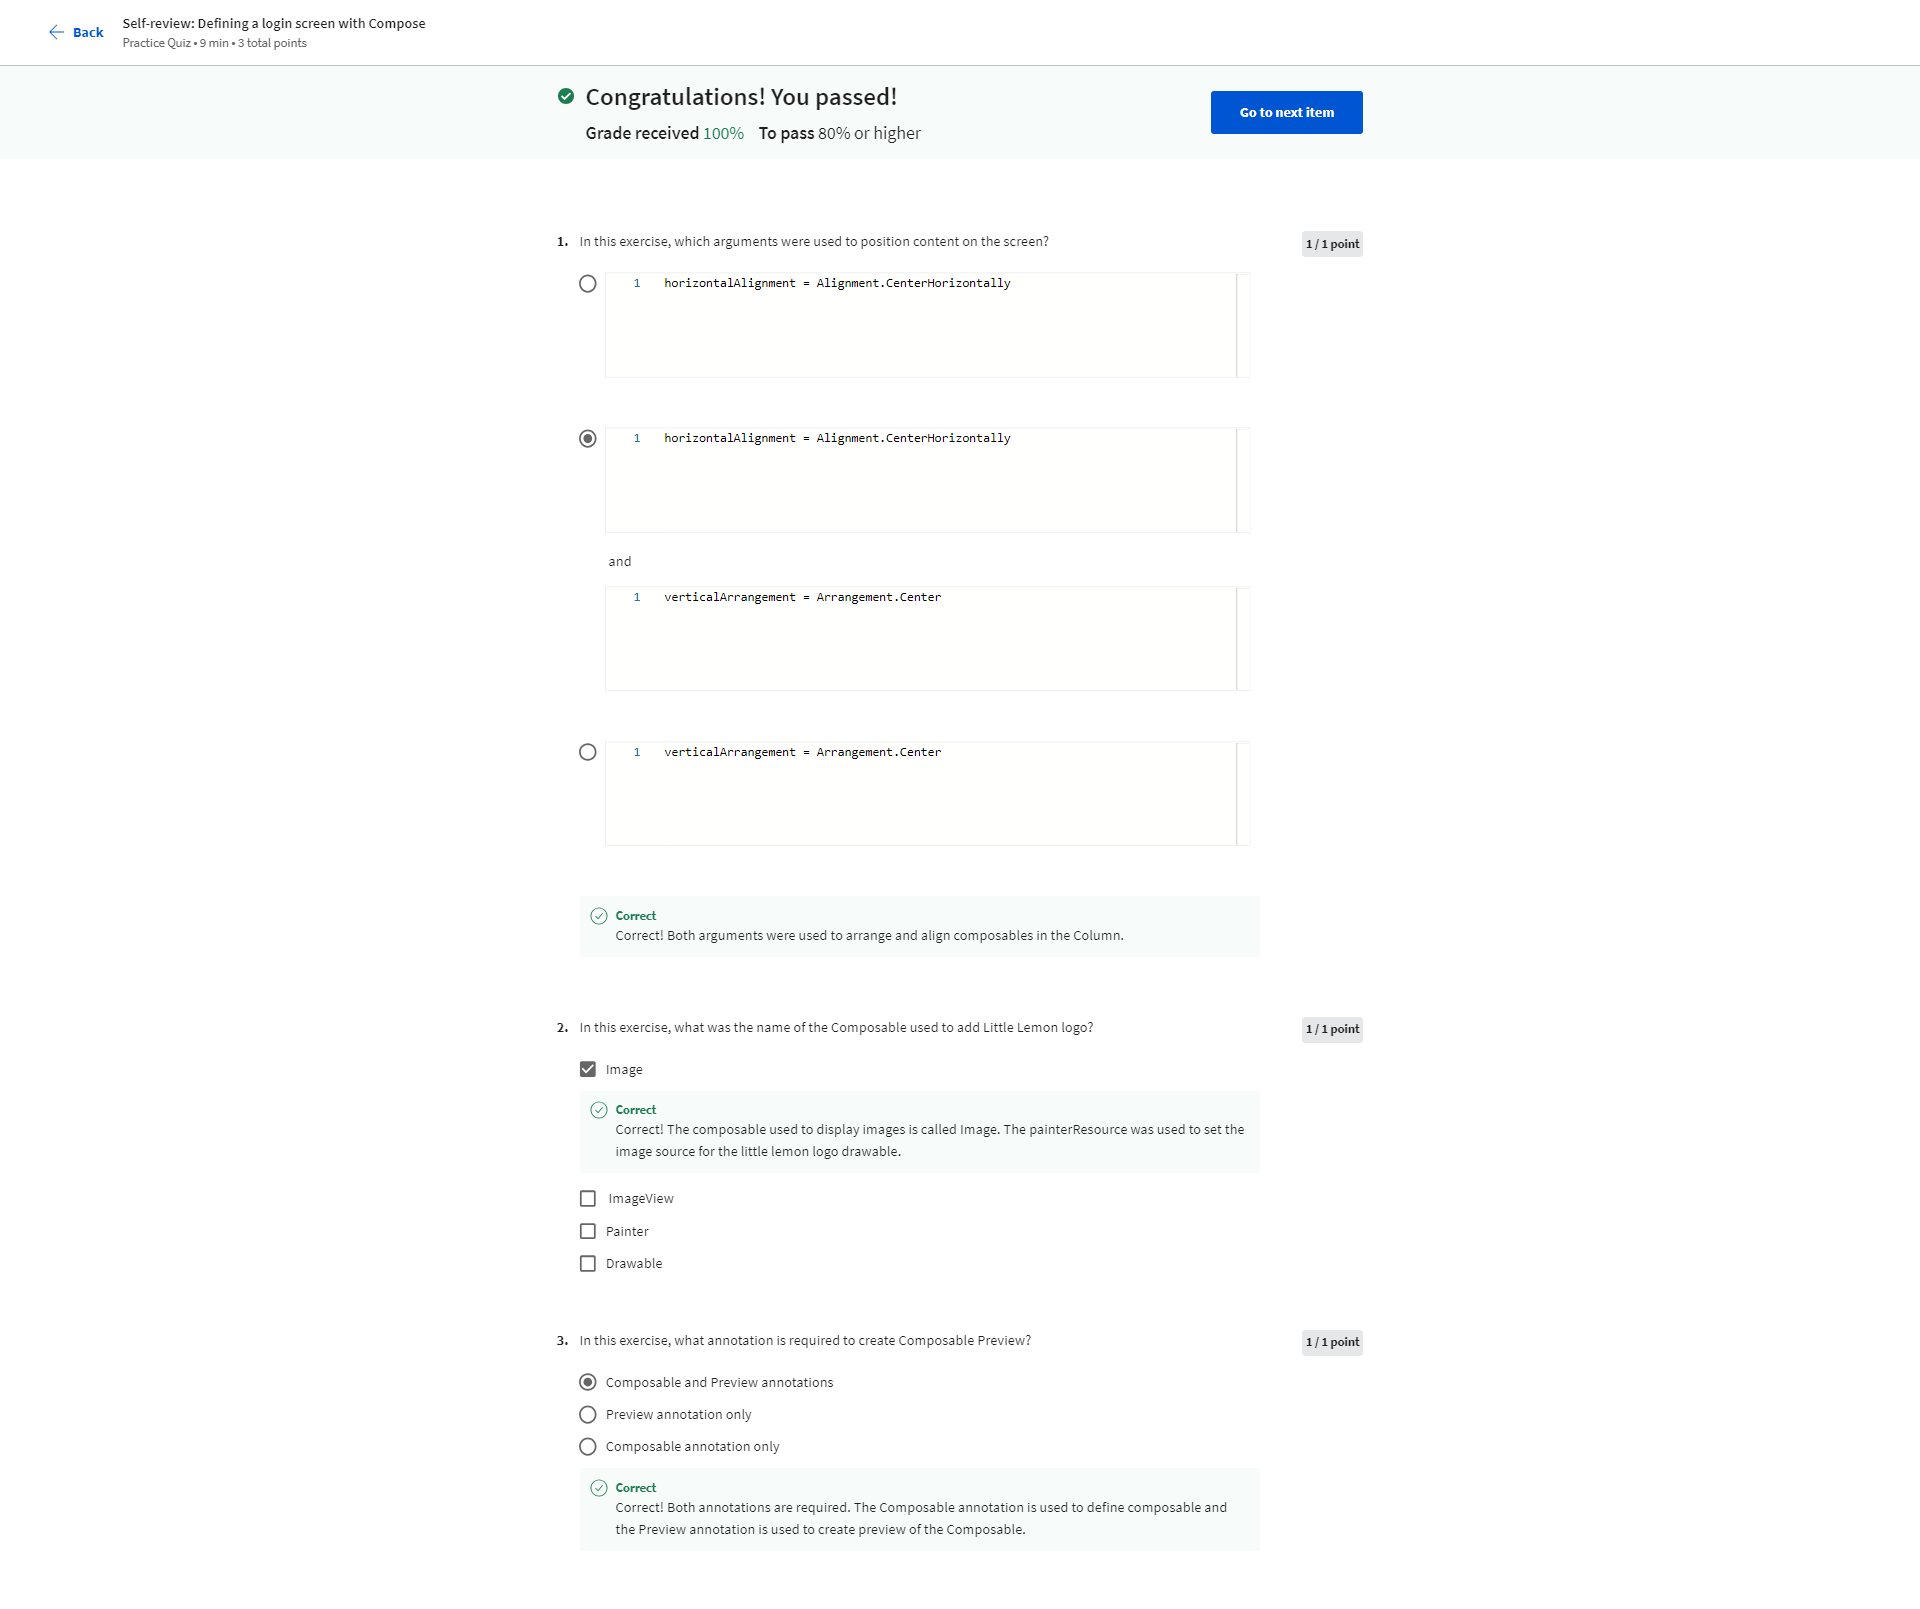 Back
Self-review: Defining a login screen with Compose
Practice Quiz • 9 min • 3 total points
Congratulations! You passed!
Grade received 100% To pass 80% or higher
Go to next item
1. In this exercise, which arguments were used to position content on the screen?
1 / 1 point
1 horizontalAlignment = Alignment.CenterHorizontally
1 horizontalAlignment = Alignment.CenterHorizontally
and
1 verticalArrangement = Arrangement.Center
1 verticalArrangement = Arrangement.Center
Correct
Correct! Both arguments were used to arrange and align composables in the Column.
2. In this exercise, what was the name of the Composable used to add Little Lemon logo?
1 / 1 point
Image
Correct
Correct! The composable used to display images is called Image. The painterResource was used to set the
image source for the little lemon logo drawable.
ImageView
Painter
Drawable
3. In this exercise, what annotation is required to create Composable Preview?
1 / 1 point
Composable and Preview annotations
Preview annotation only
Composable annotation only
Correct
Correct! Both annotations are required. The Composable annotation is used to define composable and
the Preview annotation is used to create preview of the Composable.